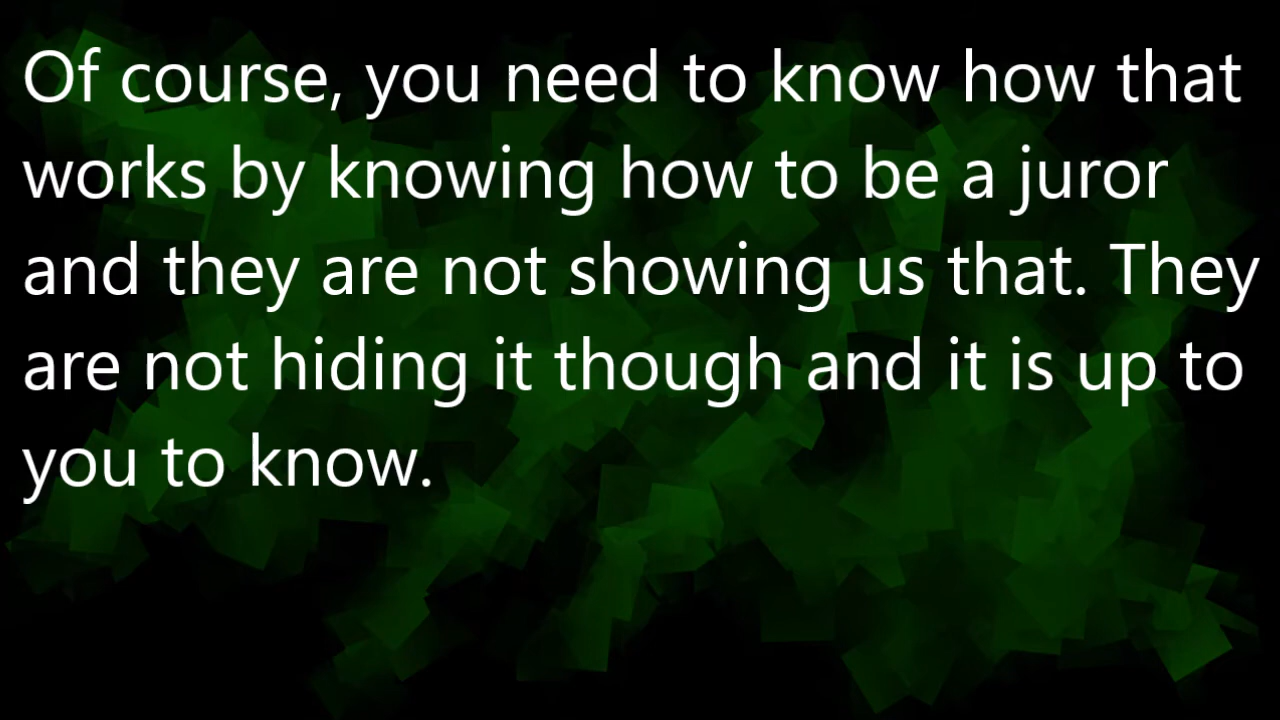 Of course, you need to know how that
works by knowing how to be a juror
and they are not showing us that. They
are not hiding it though and it is up to
you to know.